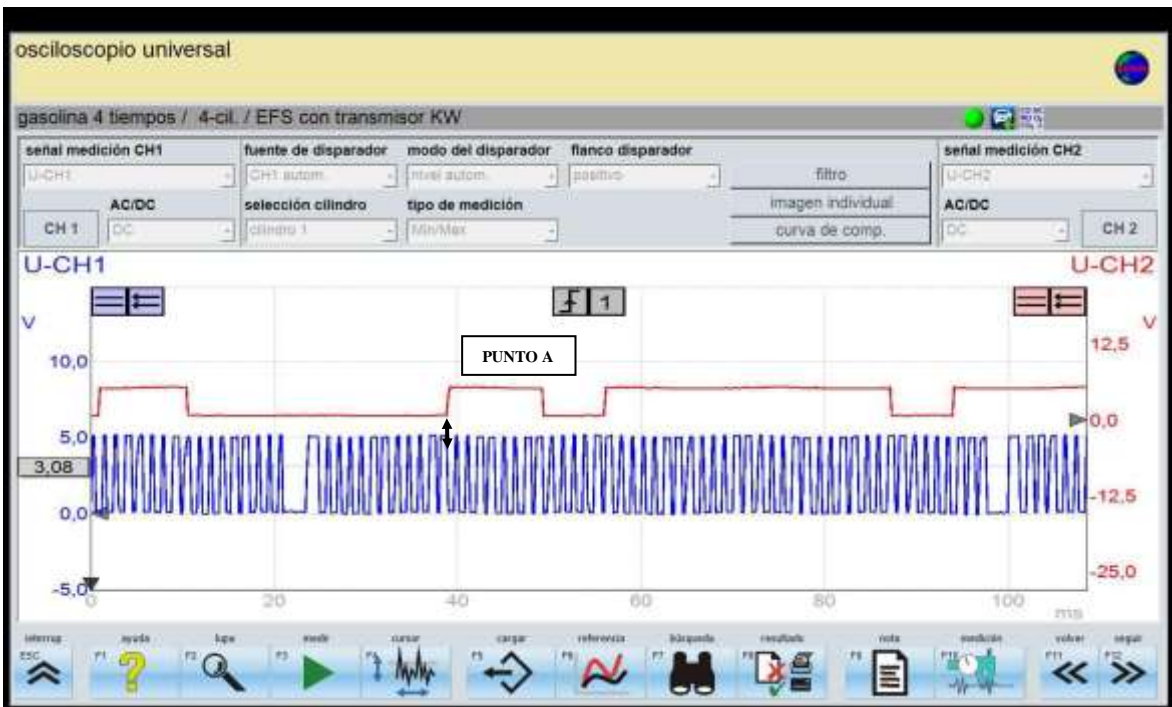 osciloscopio universal
gasolina 4 tiempos / 4-cil. / EFS con transmisor KW
señal medición CH1 fuente de disparador modo del disparador flanco disparador señal medición CH2
U-CH1 CH1 autom. nivel autom. positivo filtro U-CH2
AC/DC selección cilindro tipo de medición imagen individual AC/DC
CH 1 DC cilindro 1 Min/Max curva de comp. DC CH 2
U-CH1 U-CH2
1
V V
12,5
10,0 PUNTO A
0,0
5,0
3,08
-12,5
0,0
-25,0
-5,0
0 20 40 60 80 100
ms
interrup ayuda lupa medir cursor cargar referencia búsqueda resultado nota medición volver seguir
ESC F1 F2 F3 F4 F5 F6 F7 F8 F9 F10 F11 F12